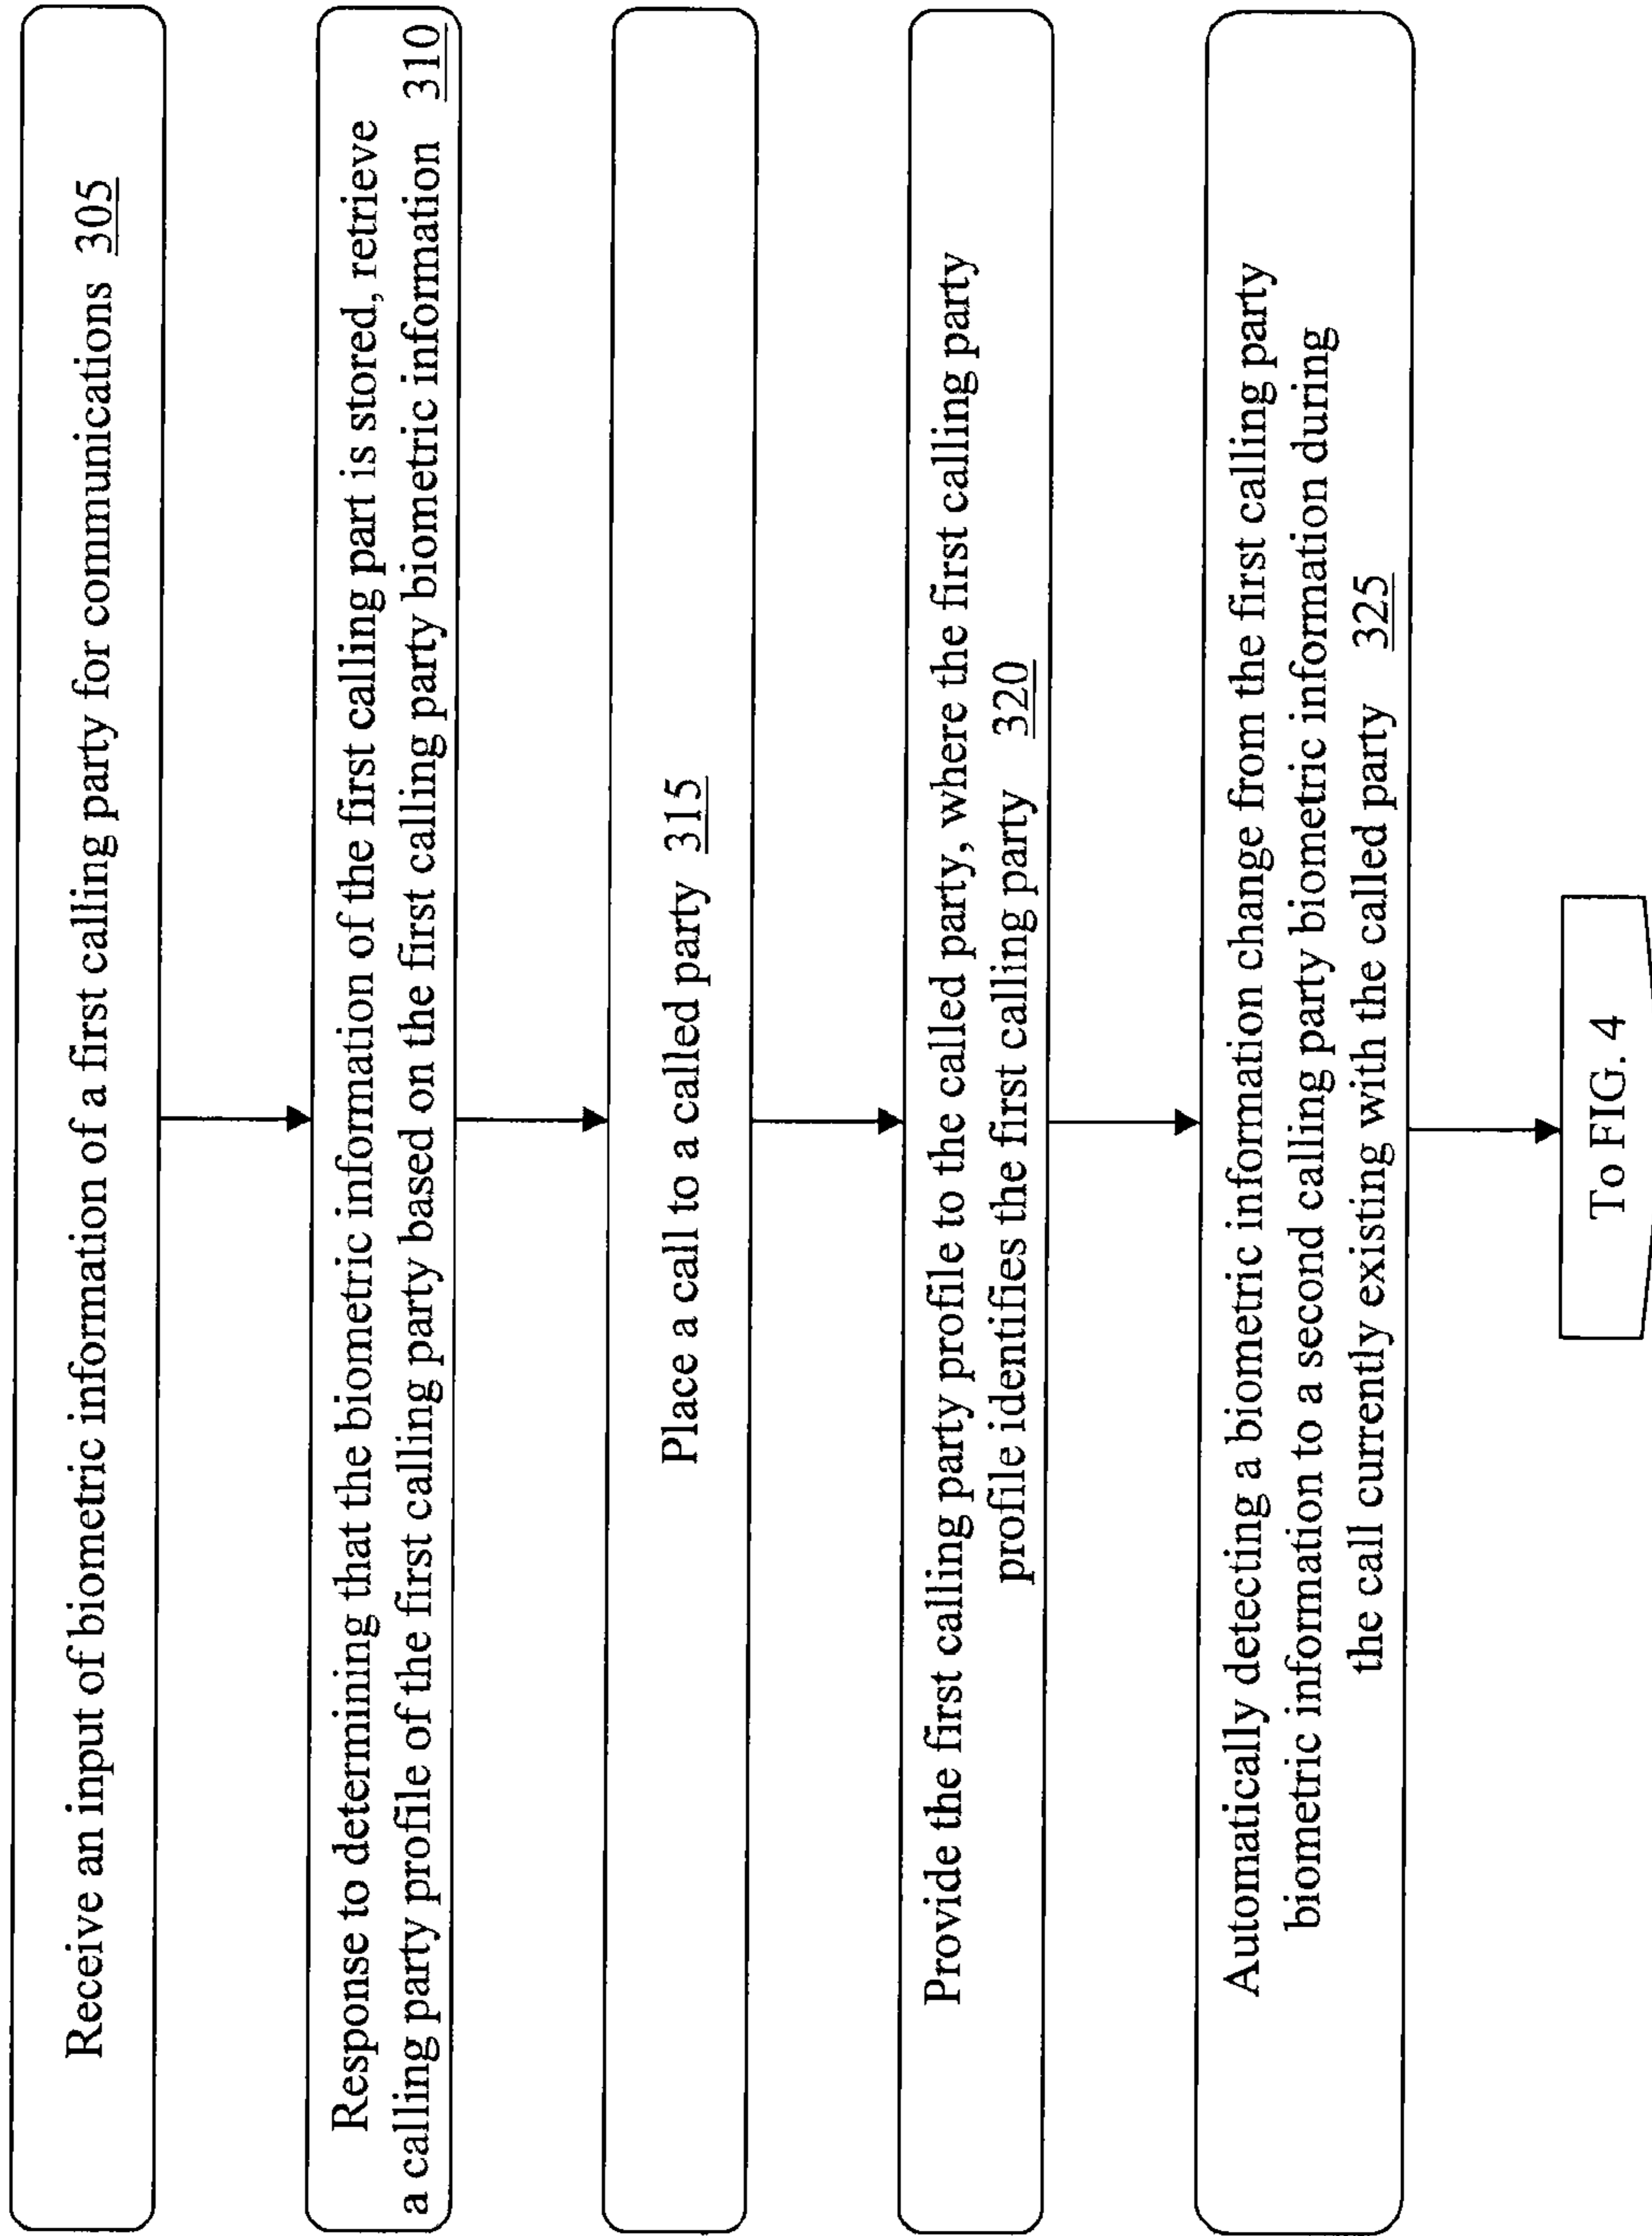 Receive an input of biometric information of a first calling party for communications 305
Response to determining that the biometric information of the first calling part is stored, retrieve
a calling party profile of the first calling party based on the first calling party biometric information 310
Place a call to a called party 315
Provide the first calling party profile to the called party, where the first calling party
profile identifies the first calling party 320
Automatically detecting a biometric information change from the first calling party
biometric information to a second calling party biometric information during
the call currently existing with the called party 325
To FIG. 4